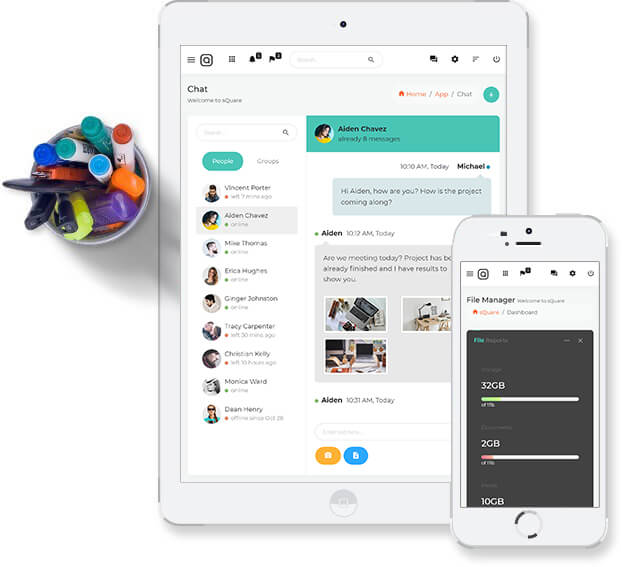 Search...
Chat
Welcome to sQuare
Home / App / Chat
Search...
People
Groups
Vincent Porter
left 7 mins ago
Aiden Chavez
online
Mike Thomas
online
Erica Hughes
online
Ginger Johnston
online
Tracy Carpenter
left 30 mins ago
Christian Kelly
left 10 hours ago
Monica Ward
online
Dean Henry
offline since Oct 28
Aiden Chavez
already 8 messages
10:10 AM, Today Michael
Hi Aiden, how are you? How is the project
coming along?
Aiden 10:12 AM, Today
Are we meeting today? Project has be
already finished and I have results to
show you.
Aiden 10:31 AM, Today
Enter text here...
File Manager Welcome to sQuare
sQuare / Dashboard
File Reports
Storage
32GB
of 1Tb
Documents
2GB
of 1Tb
Media
10GB